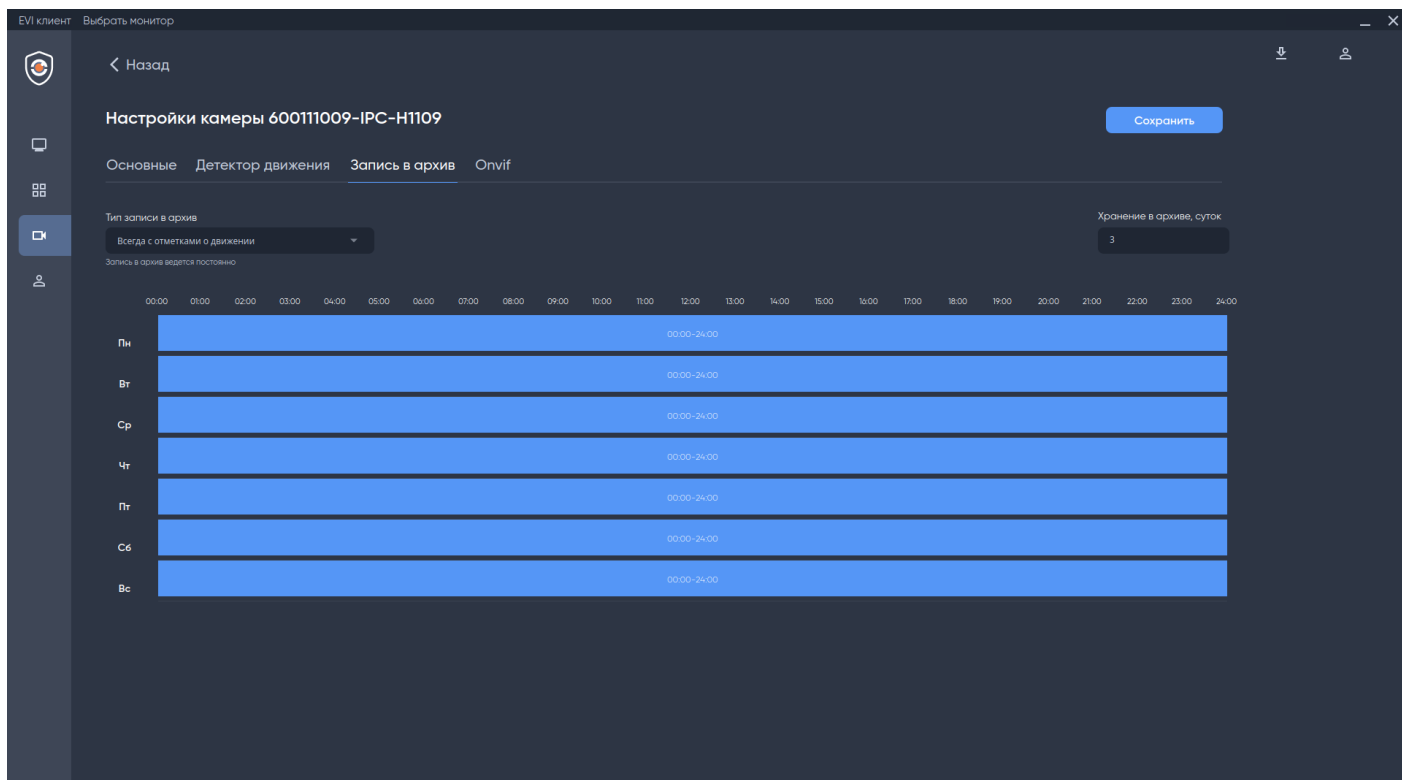 EVI клиент Выбрать монитор
Назад
Настройки камеры 600111009-IPC-H1109
Сохранить
Основные Детектор движения Запись в архив Onvif
Тип записи в архив
Хранение в архиве, суток
Всегда с отметками о движении
3
Запись в архив ведется постоянно
00:00 01:00 02:00 03:00 04:00 05:00 06:00 07:00 08:00 09:00 10:00 11:00 12:00 13:00 14:00 15:00 16:00 17:00 18:00 19:00 20:00 21:00 22:00 23:00 24:00
Пн 00:00-24:00
Вт 00:00-24:00
Ср 00:00-24:00
Чт 00:00-24:00
Пт 00:00-24:00
Сб 00:00-24:00
Вс 00:00-24:00